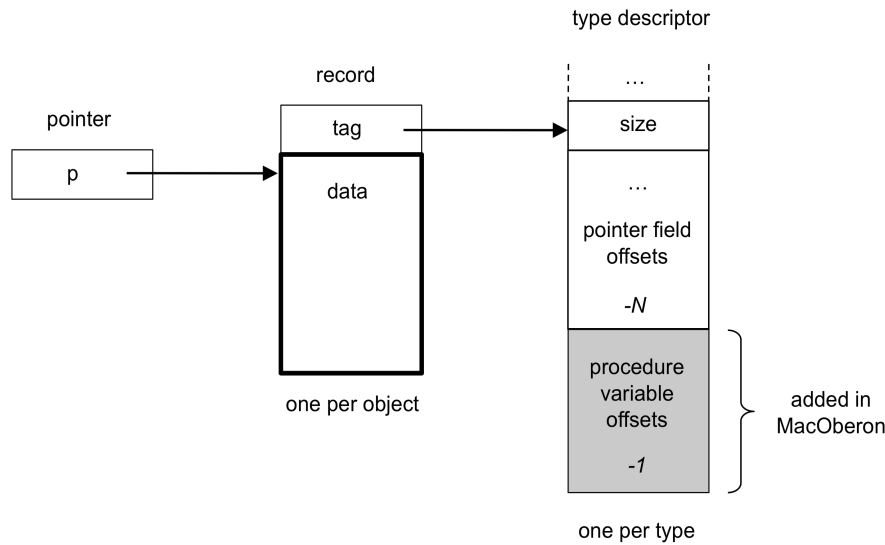 type descriptor
…
record
pointer
tag
size
p
data
…
pointer field
offsets
-N
procedure
variable
offsets
-1
added in
MacOberon
one per object
one per type